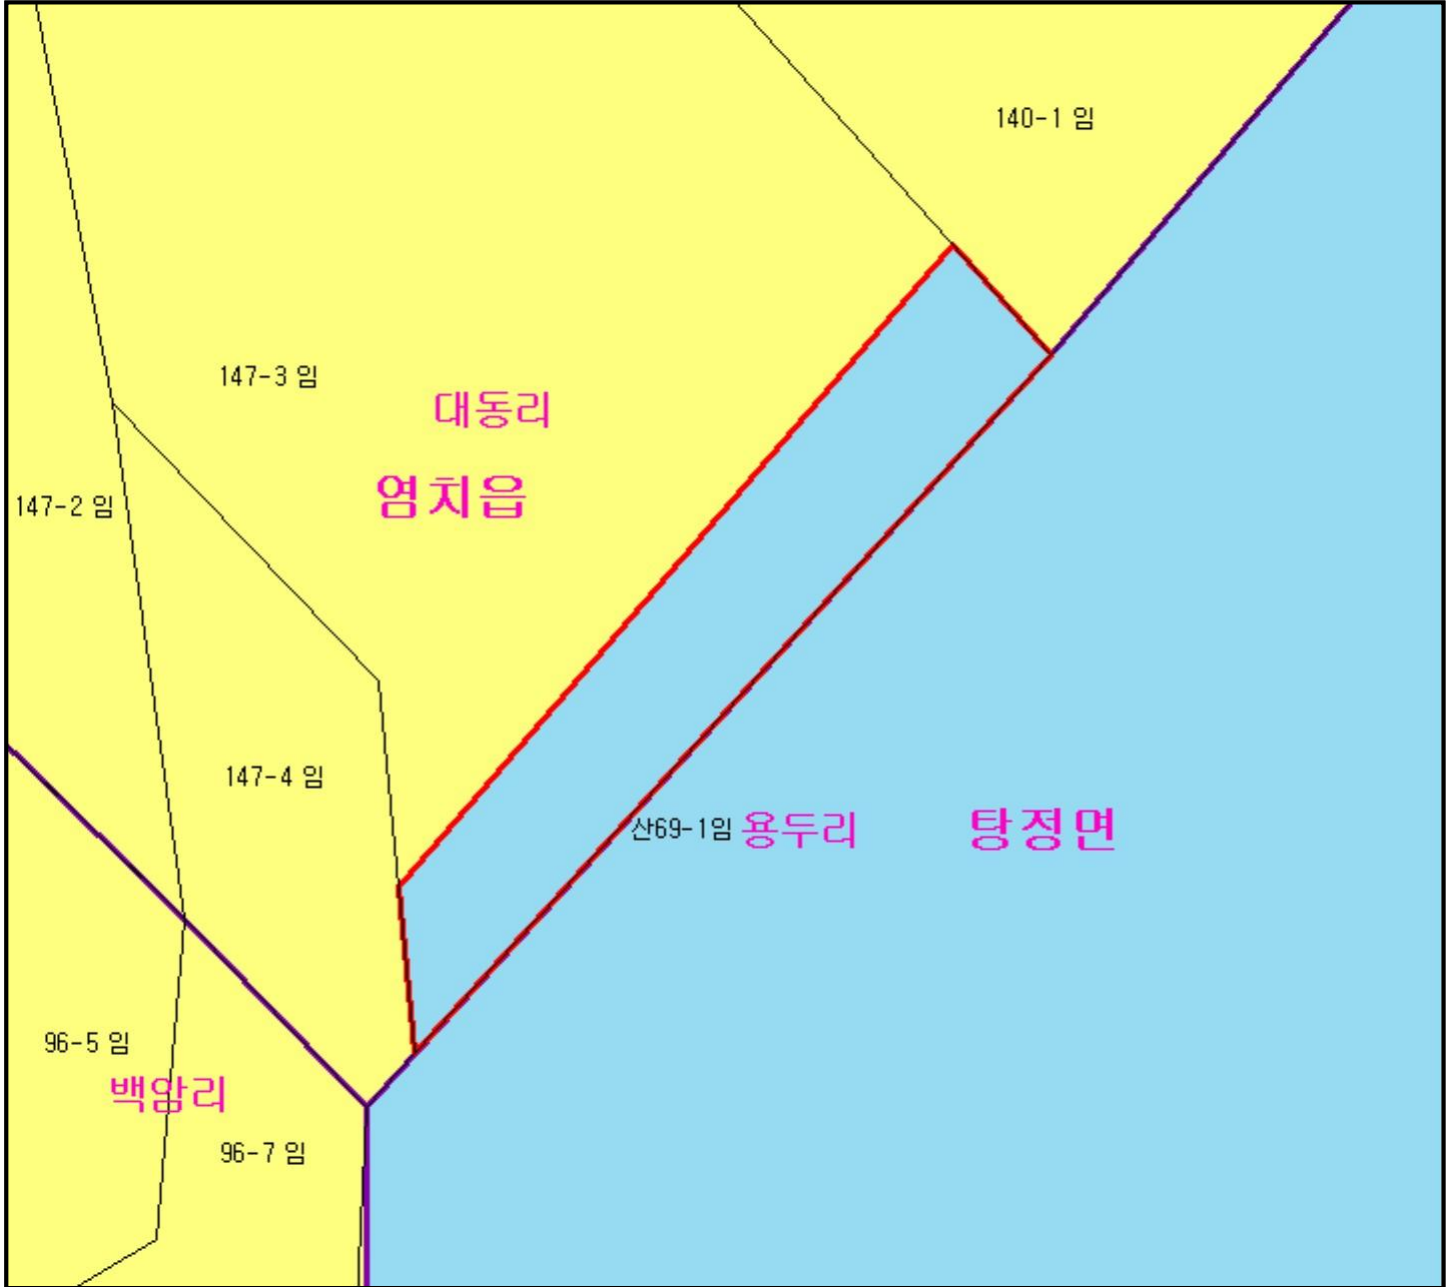 140-1 임
147-3 임
대동리
염치읍
147-2 임
147-4 임
산69-1임
용두리
탕정면
96-5 임
백암리
96-7 임